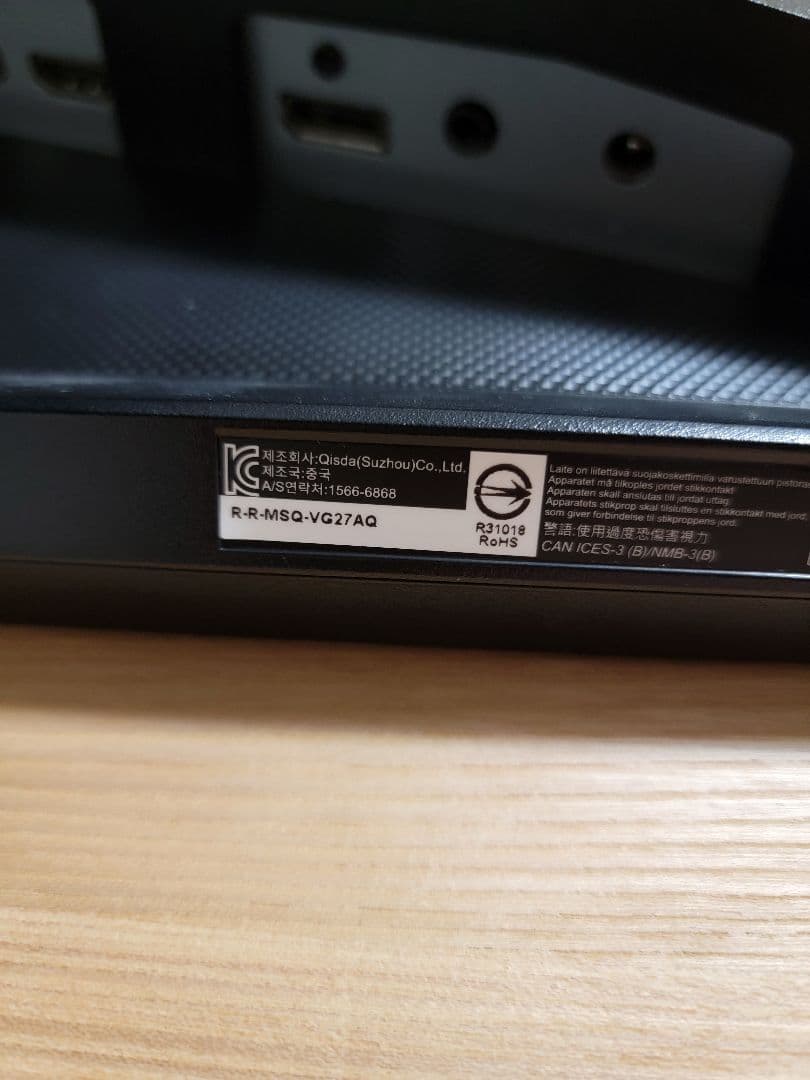 KC
제조회사:Qisda(Suzhou)Co.,Ltd.
제조국:중국
A/S연락처:1566-6868
R-R-MSQ-VG27AQ
R31018
RoHS
Laite on liitettävä suojakoskettimilla varustettuun
Apparatet må tilkoples jordet stikkontakt
Apparaten skall anslutas till jordat uttag
Apparatets stikprop skal tilsluttes en stikkontakt med jord,
som giver forbindelse til stikproppens jord.
警語:使用過度恐傷害視力
CAN ICES-3 (B)/NMB-3(B)